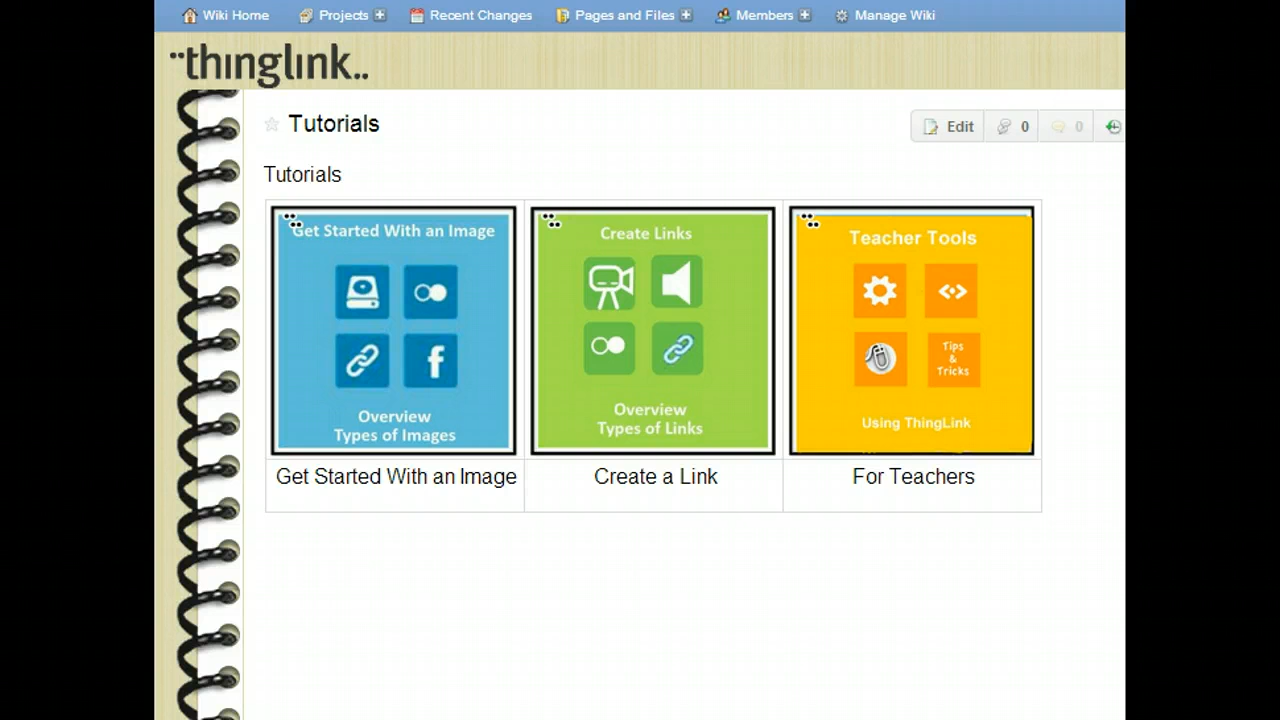 Wiki Home Projects Recent Changes Pages and Files Members Manage Wiki
¨thinglink..
Tutorials
Edit 0 0
Tutorials
Get Started With an Image
Overview
Types of Images
Create Links
Overview
Types of Links
Teacher Tools
Tips
&
Tricks
Using ThingLink
Get Started With an Image Create a Link For Teachers